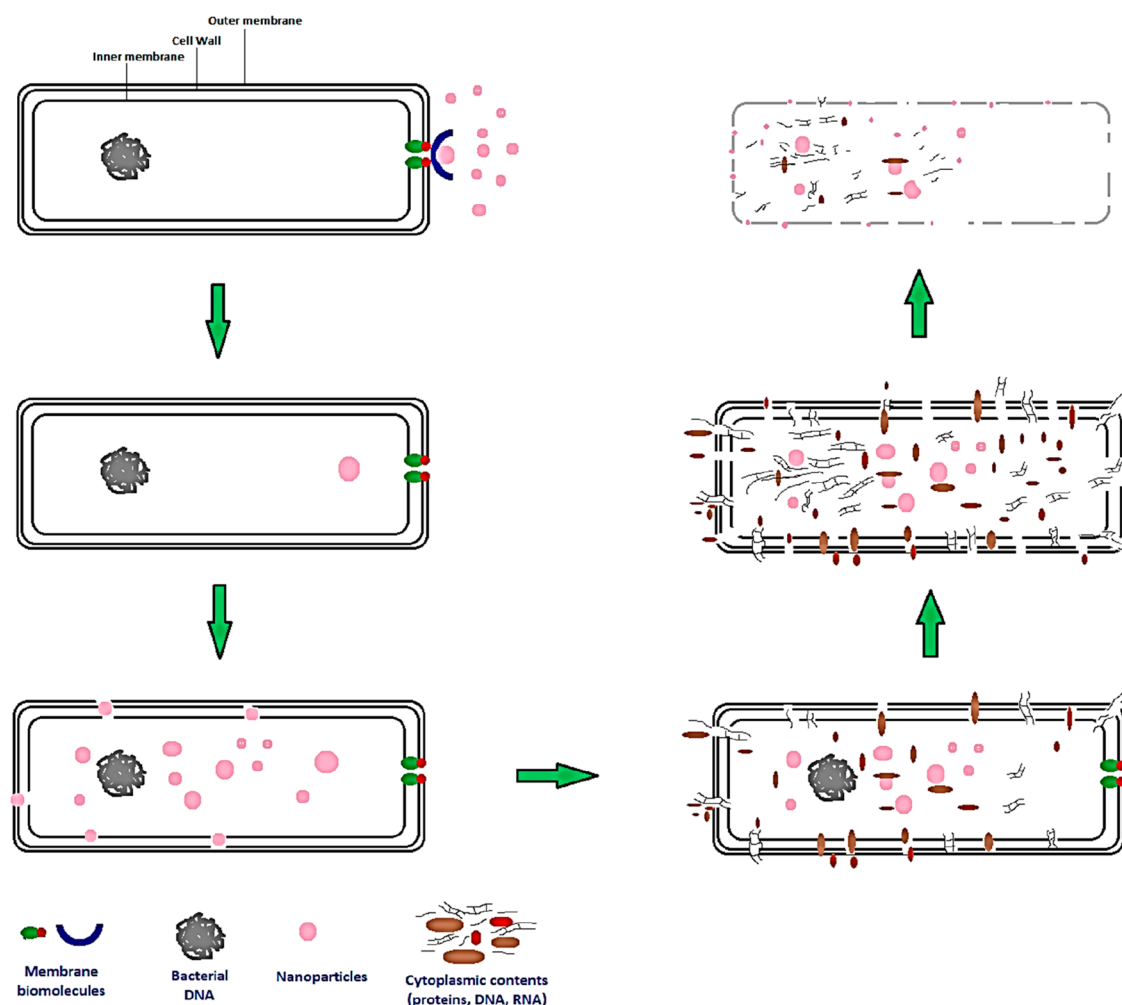 Outer membrane
Cell Wall
Inner membrane
Membrane
biomolecules
Bacterial
DNA
Nanoparticles
Cytoplasmic contents
(proteins, DNA, RNA)